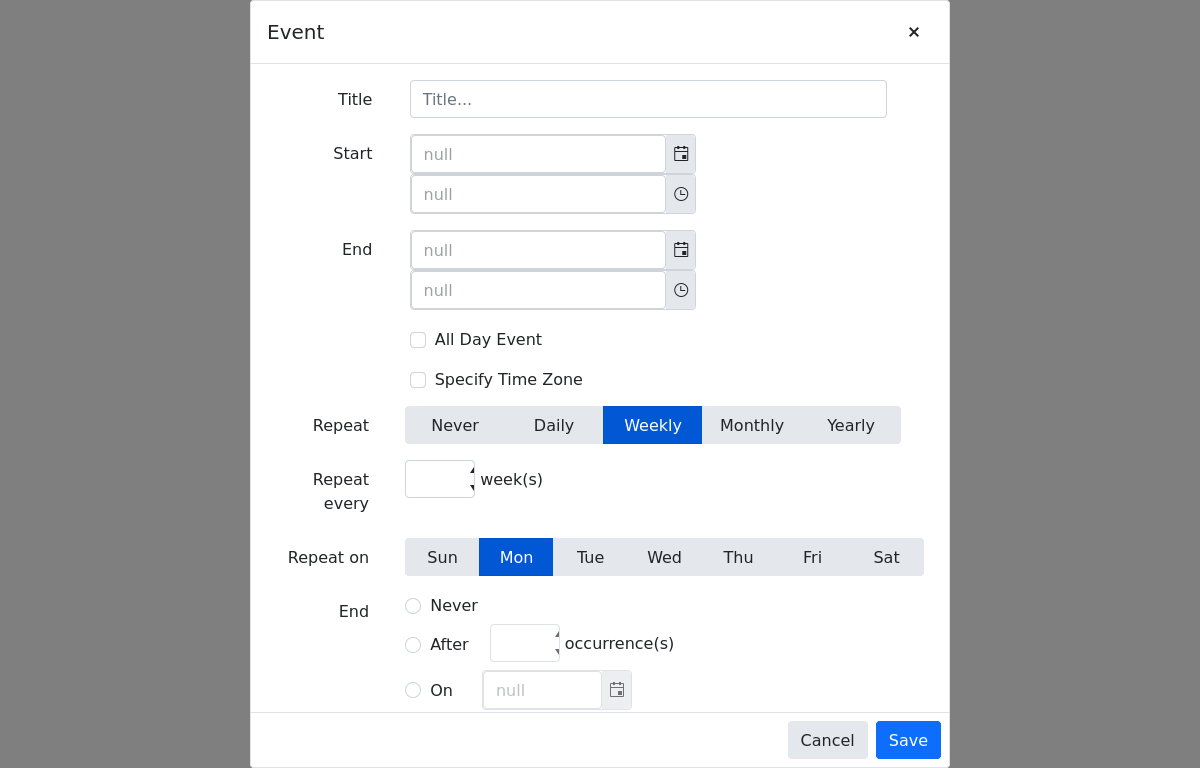 Event ×
Title Title...
Start null
null
End null
null
All Day Event
Specify Time Zone
Repeat Never Daily Weekly Monthly Yearly
Repeat every week(s)
Repeat on Sun Mon Tue Wed Thu Fri Sat
End Never
After occurrence(s)
On null
Cancel Save